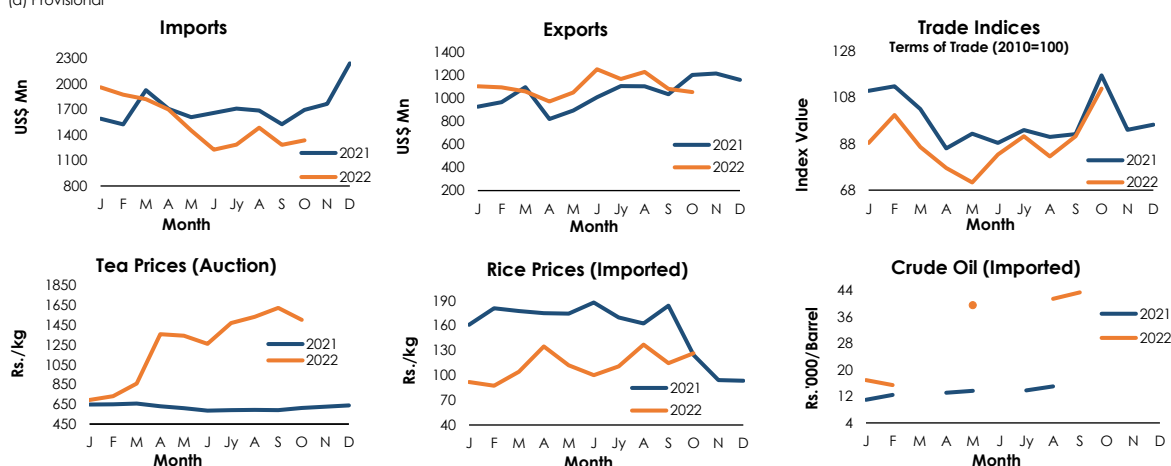 (a) Provisional
Imports
US$ Mn
2300
2000
1700
1400
1100
800
2021
2022
J F M A M J Jy A S O N D
Month
Exports
US$ Mn
1400
1200
1000
800
600
400
200
2021
2022
J F M A M J Jy A S O N D
Month
Trade Indices
Terms of Trade (2010=100)
Index Value
128
108
88
68
2021
2022
J F M A M J Jy A S O N D
Month
Tea Prices (Auction)
Rs./kg
1850
1650
1450
1250
1050
850
650
450
2021
2022
J F M A M J Jy A S O N D
Month
Rice Prices (Imported)
Rs./kg
190
160
130
100
70
40
2021
2022
J F M A M J Jy A S O N D
Month
Crude Oil (Imported)
Rs.'000/Barrel
44
36
28
20
12
4
2021
2022
J F M A M J Jy A S O N D
Month